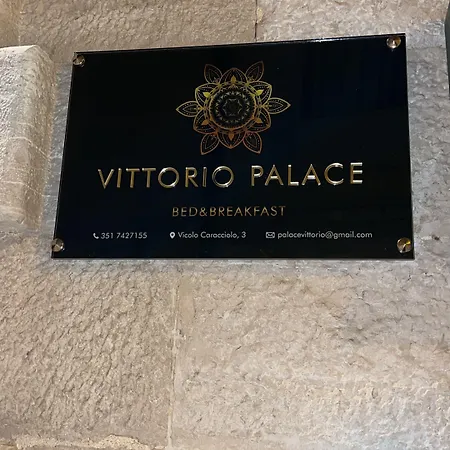 VITTORIO PALACE
BED&BREAKFAST
351 7427155 Vicolo Caracciolo, 3 palacevittorio@gmail.com